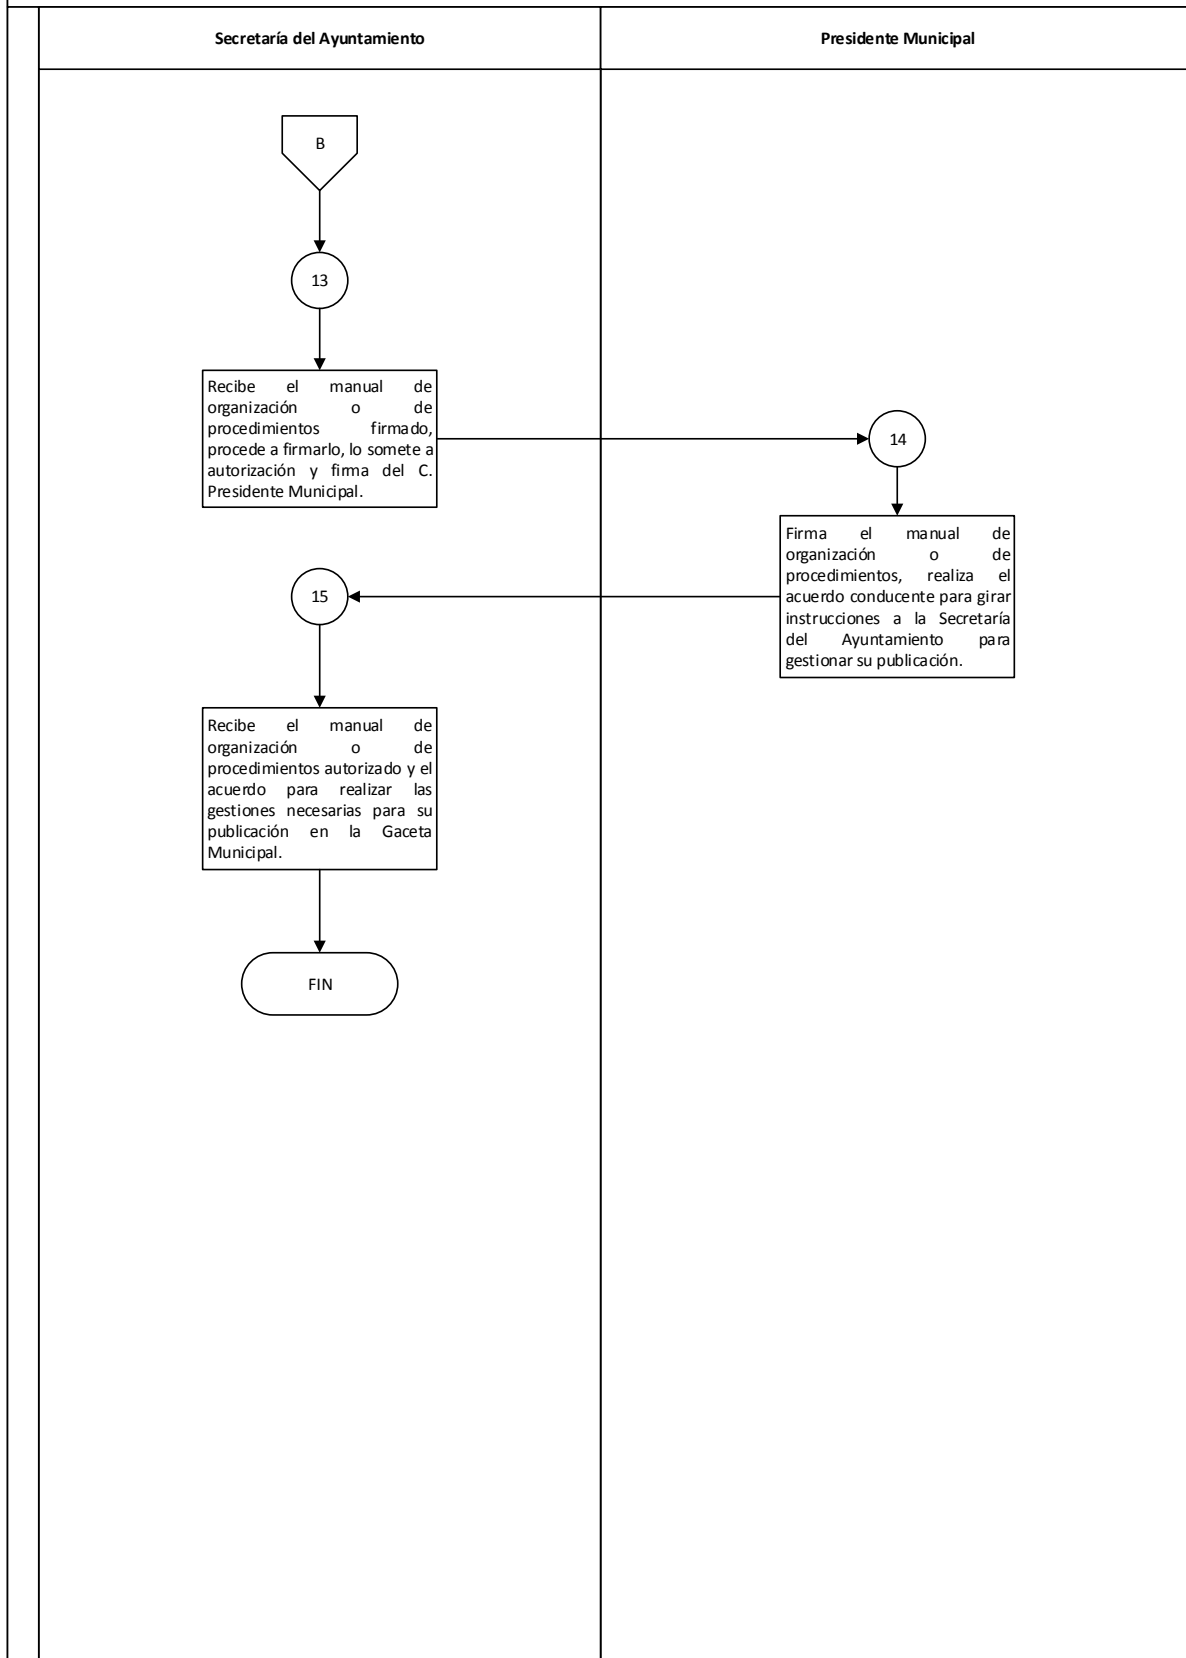 Secretaría del Ayuntamiento
Presidente Municipal
B
13
Recibe el manual de
organización o de
procedimientos firmado,
procede a firmarlo, lo somete a
autorización y firma del C.
Presidente Municipal.
14
Firma el manual de
organización o de
procedimientos, realiza el
acuerdo conducente para girar
instrucciones a la Secretaría
del Ayuntamiento para
gestionar su publicación.
15
Recibe el manual de
organización o de
procedimientos autorizado y el
acuerdo para realizar las
gestiones necesarias para su
publicación en la Gaceta
Municipal.
FIN